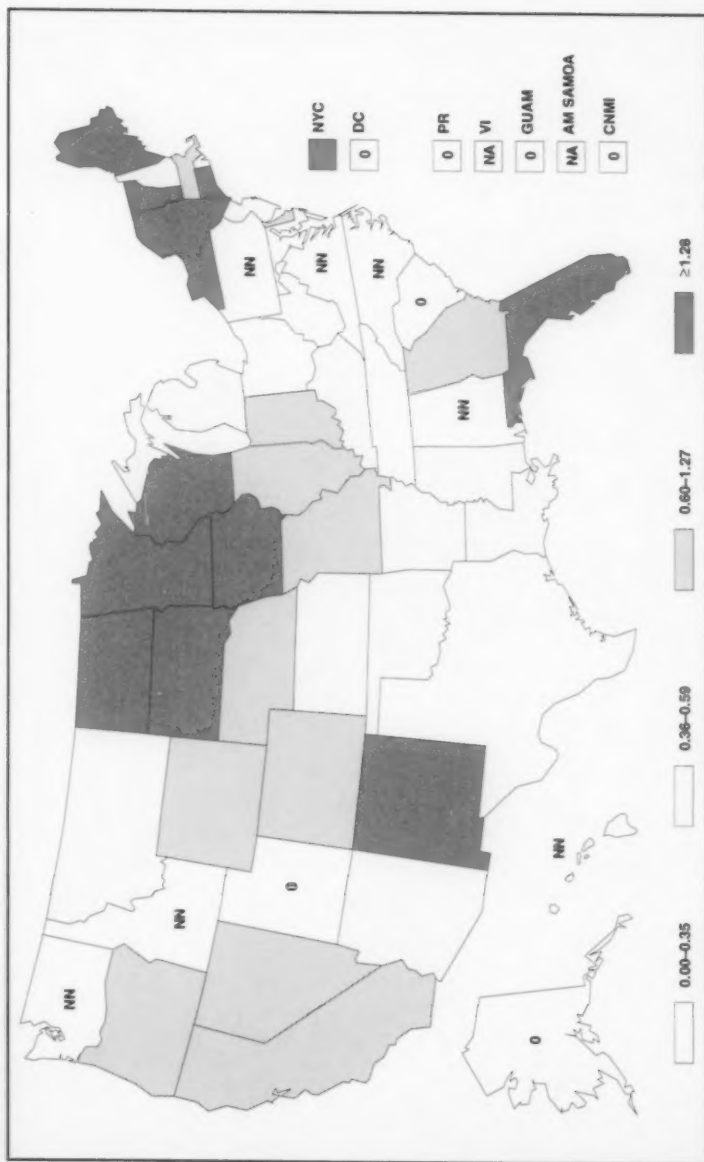 NN
NN
0
0
NN
NN
NN
NN
0
NN
NYC
0 DC
0 PR
NA VI
0 GUAM
NA AM SAMOA
0 CNMI
0.00–0.35
0.36–0.59
0.60–1.27
≥1.28